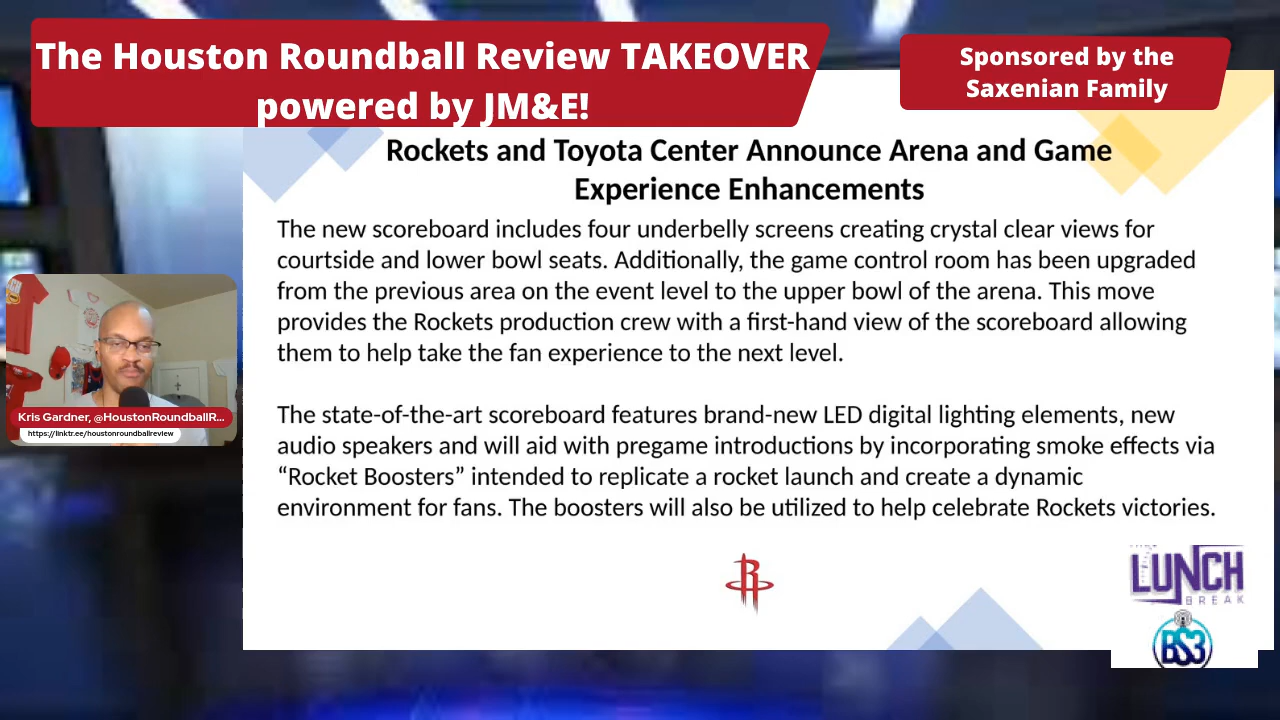 The Houston Roundball Review TAKEOVER
powered by JM&E!
Sponsored by the
Saxenian Family
Rockets and Toyota Center Announce Arena and Game
Experience Enhancements
The new scoreboard includes four underbelly screens creating crystal clear views for
courtside and lower bowl seats. Additionally, the game control room has been upgraded
from the previous area on the event level to the upper bowl of the arena. This move
provides the Rockets production crew with a first-hand view of the scoreboard allowing
them to help take the fan experience to the next level.
The state-of-the-art scoreboard features brand-new LED digital lighting elements, new
audio speakers and will aid with pregame introductions by incorporating smoke effects via
“Rocket Boosters” intended to replicate a rocket launch and create a dynamic
environment for fans. The boosters will also be utilized to help celebrate Rockets victories.
Kris Gardner, @HoustonRoundballR...
https://linktr.ee/houstonroundballreview
R
LUNCH
BREAK
BS3